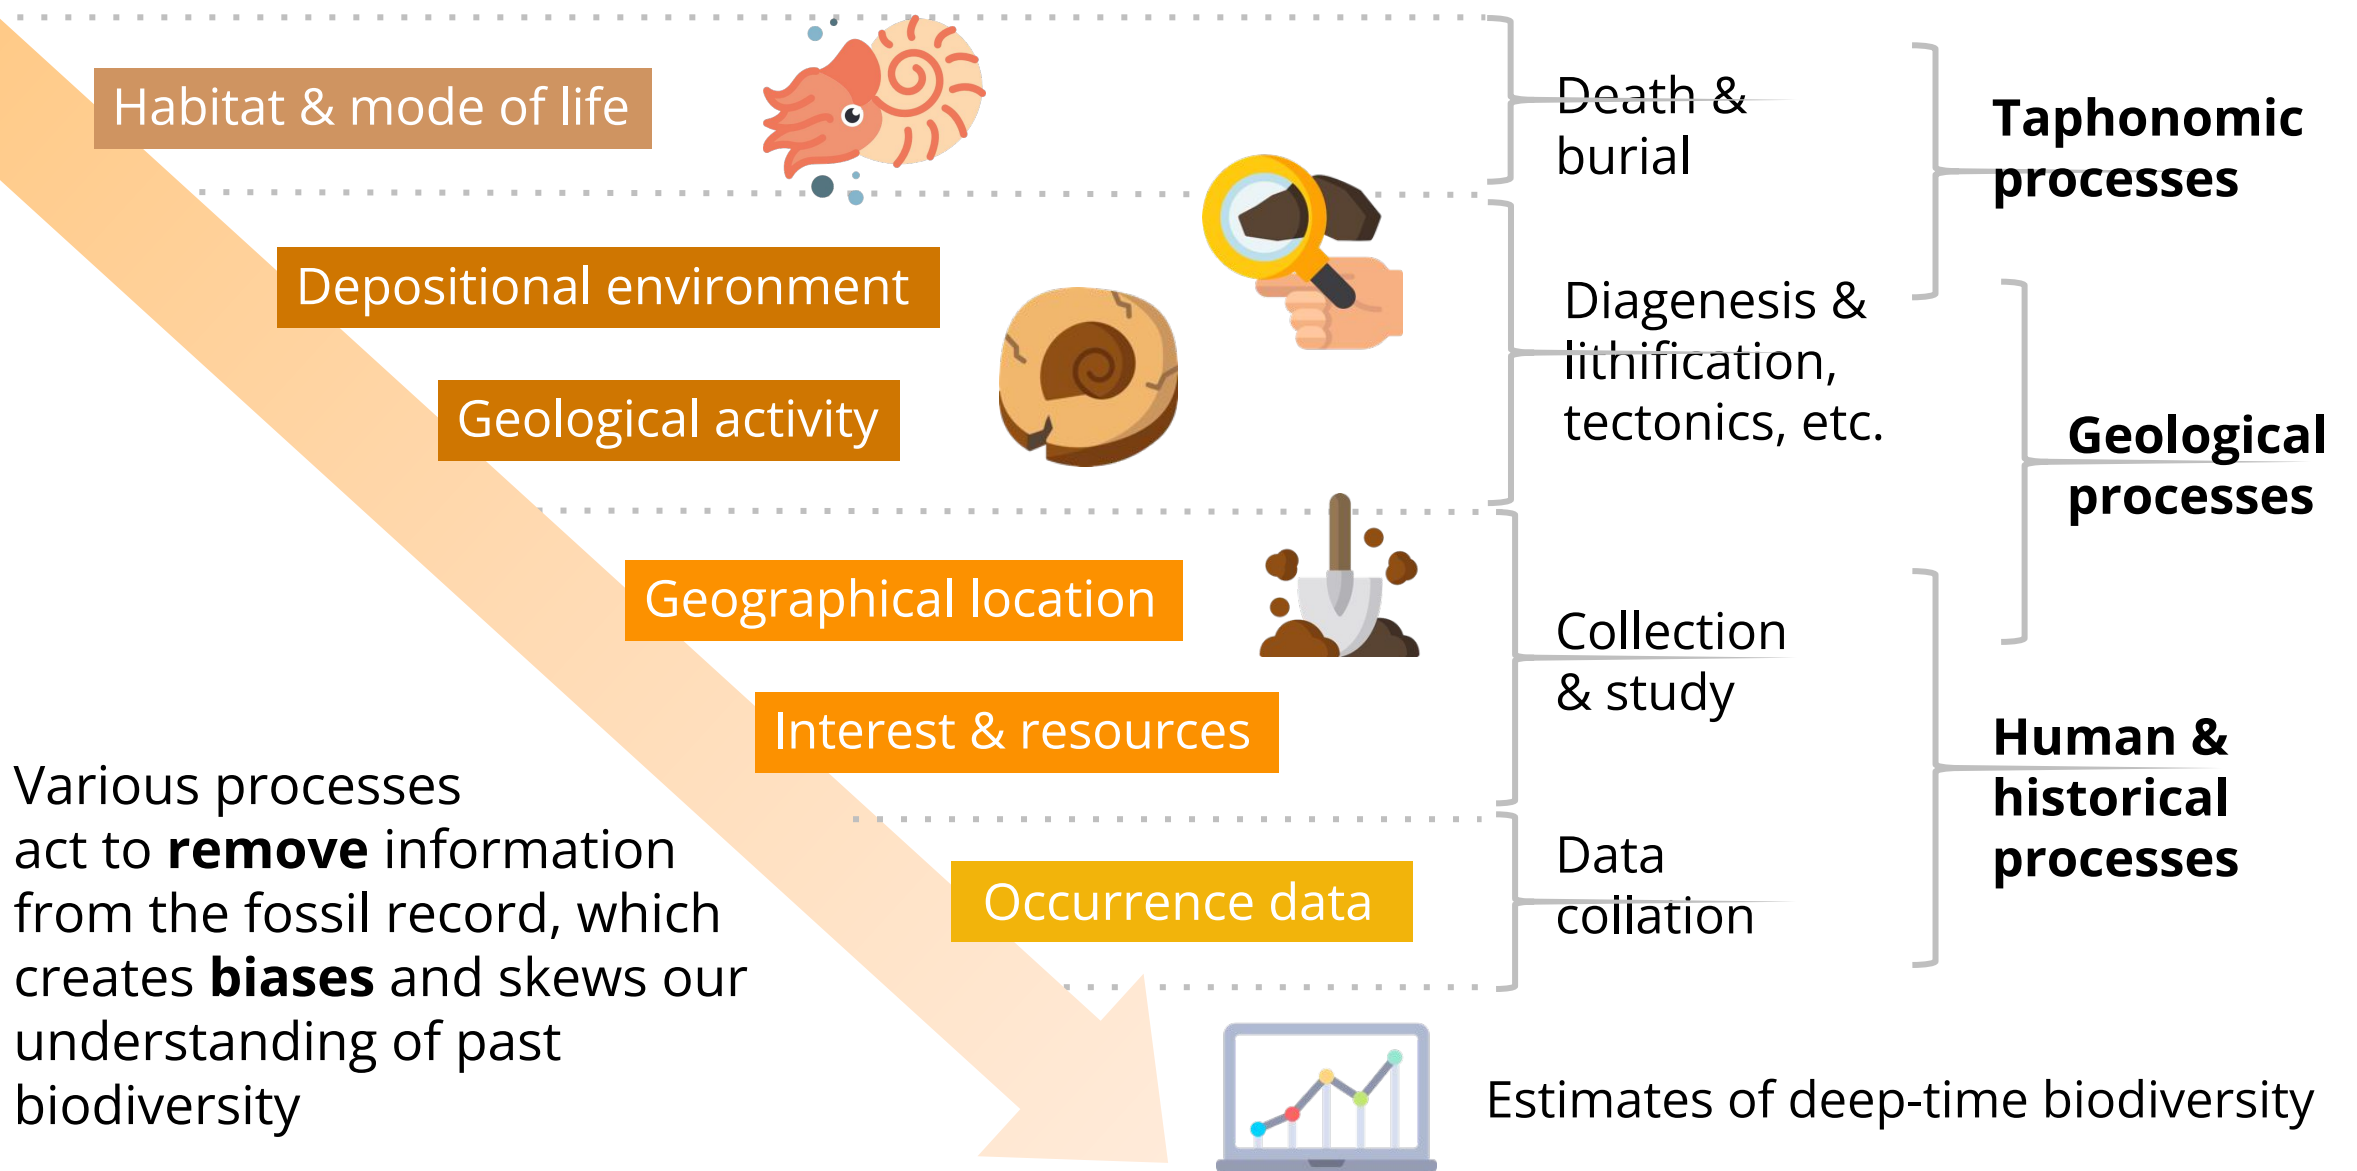 Habitat & mode of life
Death &
burial
Taphonomic
processes
Depositional environment
Geological activity
Diagenesis &
lithification,
tectonics, etc.
Geological
processes
Geographical location
Interest & resources
Collection
& study
Human &
historical
processes
Occurrence data
Data
collation
Various processes
act to remove information
from the fossil record, which
creates biases and skews our
understanding of past
biodiversity
Estimates of deep-time biodiversity